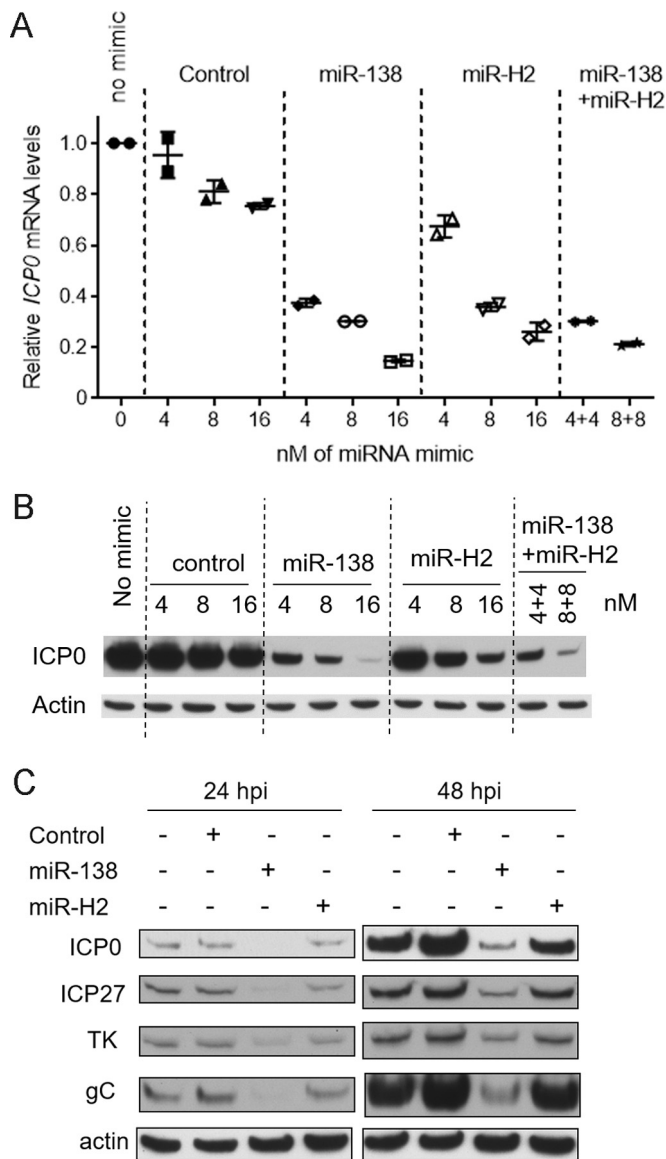 A
no mimic
Control
miR-138
miR-H2
miR-138
+miR-H2
Relative ICP0 mRNA levels
1.0
0.8
0.6
0.4
0.2
0
0 4 8 16 4 8 16 4 8 16 4+4 8+8
nM of miRNA mimic
B
No mimic
control
miR-138
miR-H2
miR-138
+miR-H2
4 8 16 4 8 16 4 8 16 4+4 8+8 nM
ICP0
Actin
C
24 hpi 48 hpi
Control - + - - - + - -
miR-138 - - + - - - + -
miR-H2 - - - + - - - +
ICP0
ICP27
TK
gC
actin